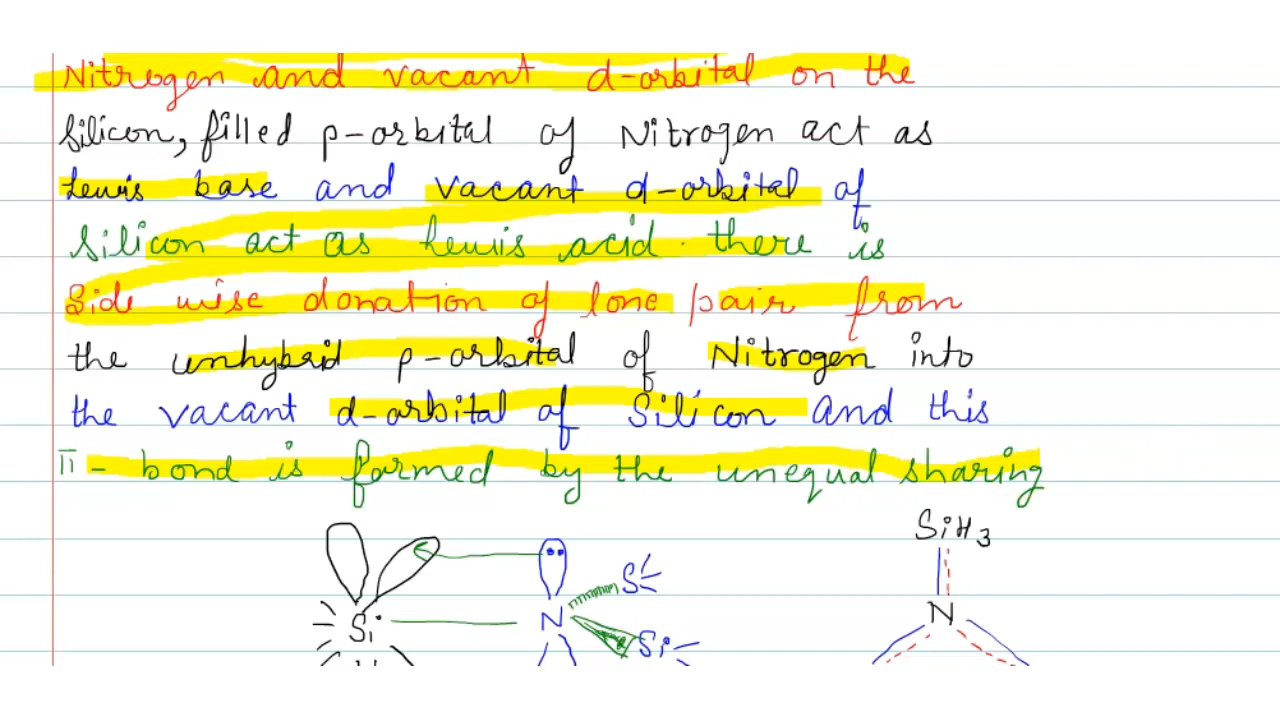 Nitrogen and vacant d-orbital on the
Silicon, filled p-orbital of Nitrogen act as
Lewis base and vacant d-orbital of
Silicon act as Lewis acid. there is
Side wise donation of lone pair from
the unhybrid p-orbital of Nitrogen into
the vacant d-orbital of Silicon and this
π- bond is formed by the unequal sharing
SiH3
S
N
Si
N
Si